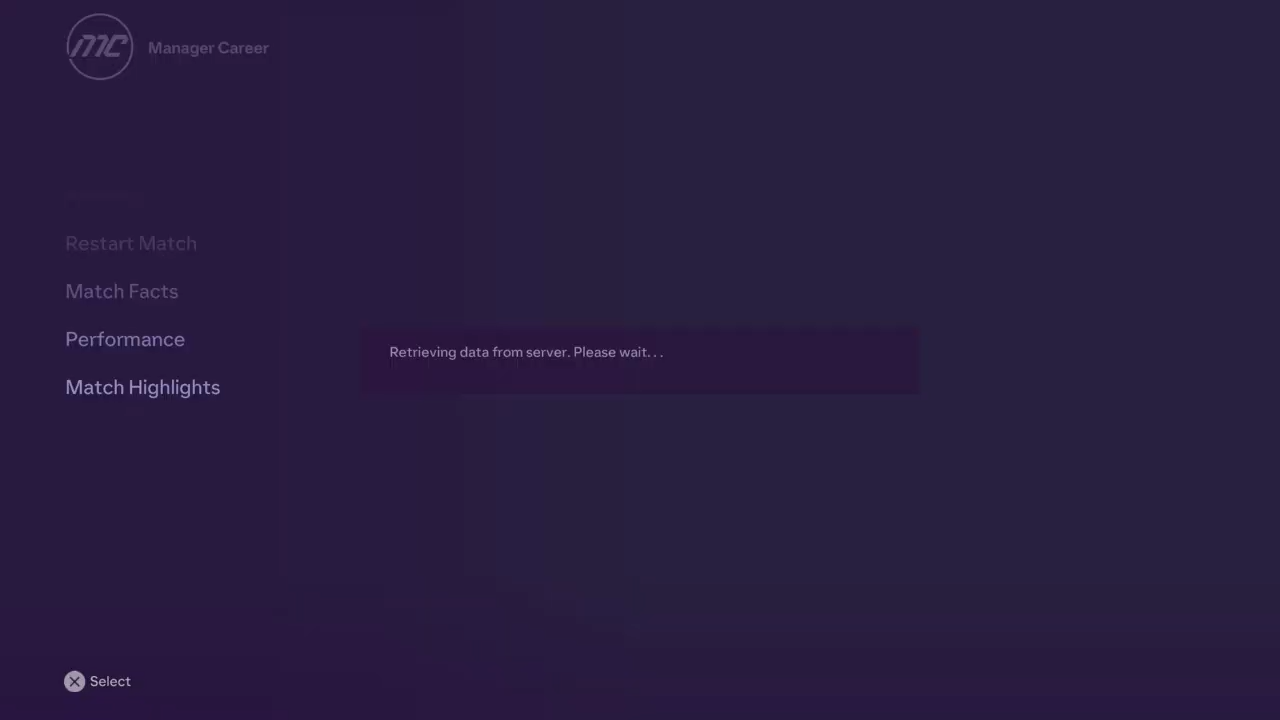 MC Manager Career
Restart Match
Match Facts
Performance
Match Highlights
Retrieving data from server. Please wait...
Select